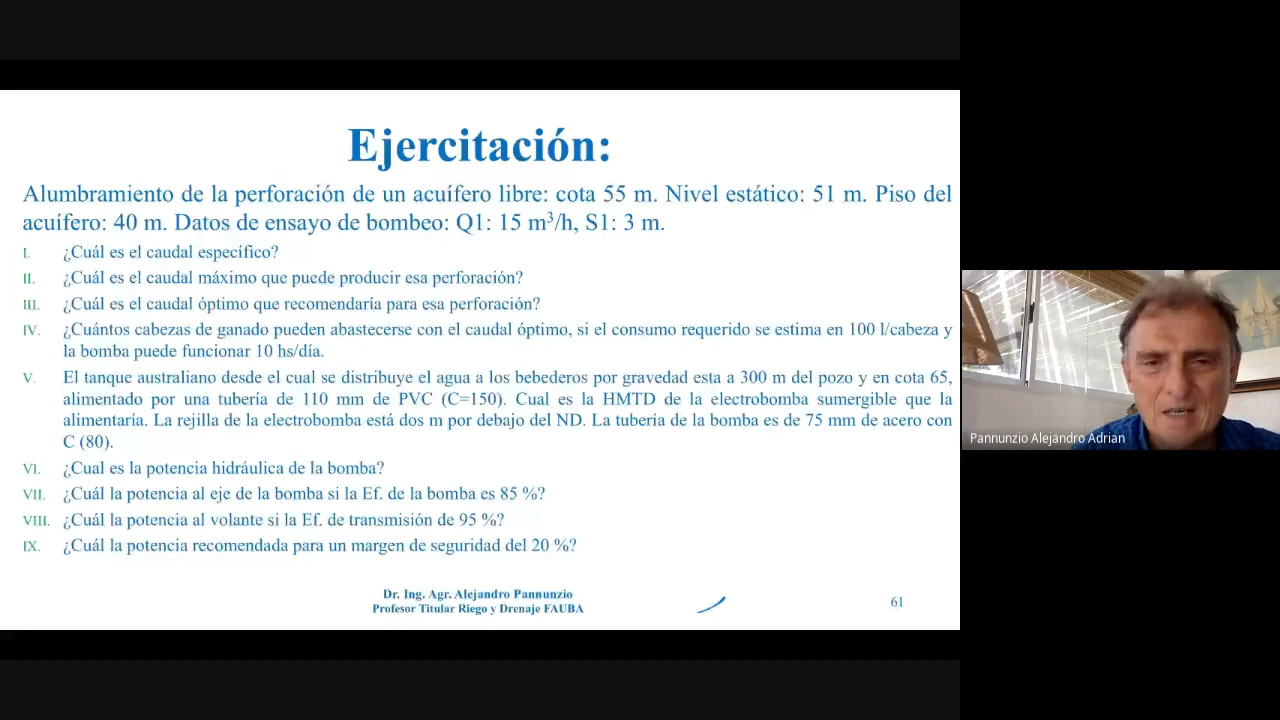 Ejercitación:
Alumbramiento de la perforación de un acuífero libre: cota 55 m. Nivel estático: 51 m. Piso del
acuífero: 40 m. Datos de ensayo de bombeo: Q1: 15 m³/h, S1: 3 m.
I. ¿Cuál es el caudal específico?
II. ¿Cuál es el caudal máximo que puede producir esa perforación?
III. ¿Cuál es el caudal óptimo que recomendaría para esa perforación?
IV. ¿Cuántos cabezas de ganado pueden abastecerse con el caudal óptimo, si el consumo requerido se estima en 100 l/cabeza y
la bomba puede funcionar 10 hs/día.
V. El tanque australiano desde el cual se distribuye el agua a los bebederos por gravedad esta a 300 m del pozo y en cota 65,
alimentado por una tubería de 110 mm de PVC (C=150). Cual es la HMTD de la electrobomba sumergible que la
alimentaría. La rejilla de la electrobomba está dos m por debajo del ND. La tubería de la bomba es de 75 mm de acero con
C (80).
VI. ¿Cual es la potencia hidráulica de la bomba?
VII. ¿Cuál la potencia al eje de la bomba si la Ef. de la bomba es 85 %?
VIII. ¿Cuál la potencia al volante si la Ef. de transmisión de 95 %?
IX. ¿Cuál la potencia recomendada para un margen de seguridad del 20 %?
Dr. Ing. Agr. Alejandro Pannunzio
Profesor Titular Riego y Drenaje FAUBA
61
Pannunzio Alejandro Adrian